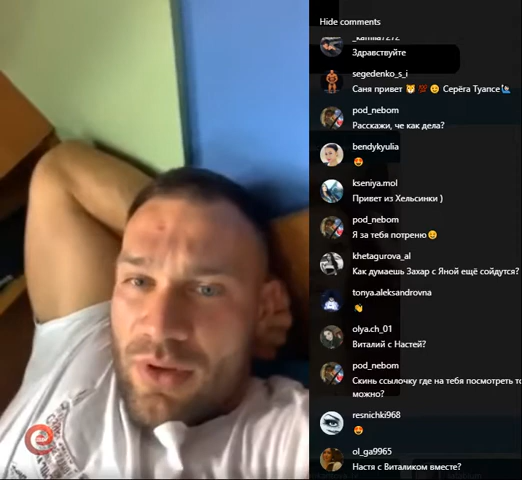 Hide comments
_kamila7272
Здравствуйте
segedenko_s_i
Саня привет 🐯 💯 🙂 Серёга Туапсе🌊
pod_nebom
Расскажи, че как дела?
bendykyulia
😍
kseniya.mol
Привет из Хельсинки )
pod_nebom
Я за тебя потреню😃
khetagurova_al
Как думаешь Захар с Яной ещё сойдутся?
tonya.aleksandrovna
👏
olya.ch_01
Виталий с Настей?
pod_nebom
Скинь ссылочку где на тебя посмотреть
можно?
resnichki968
😍
ol_ga9965
Настя с Виталиком вместе?